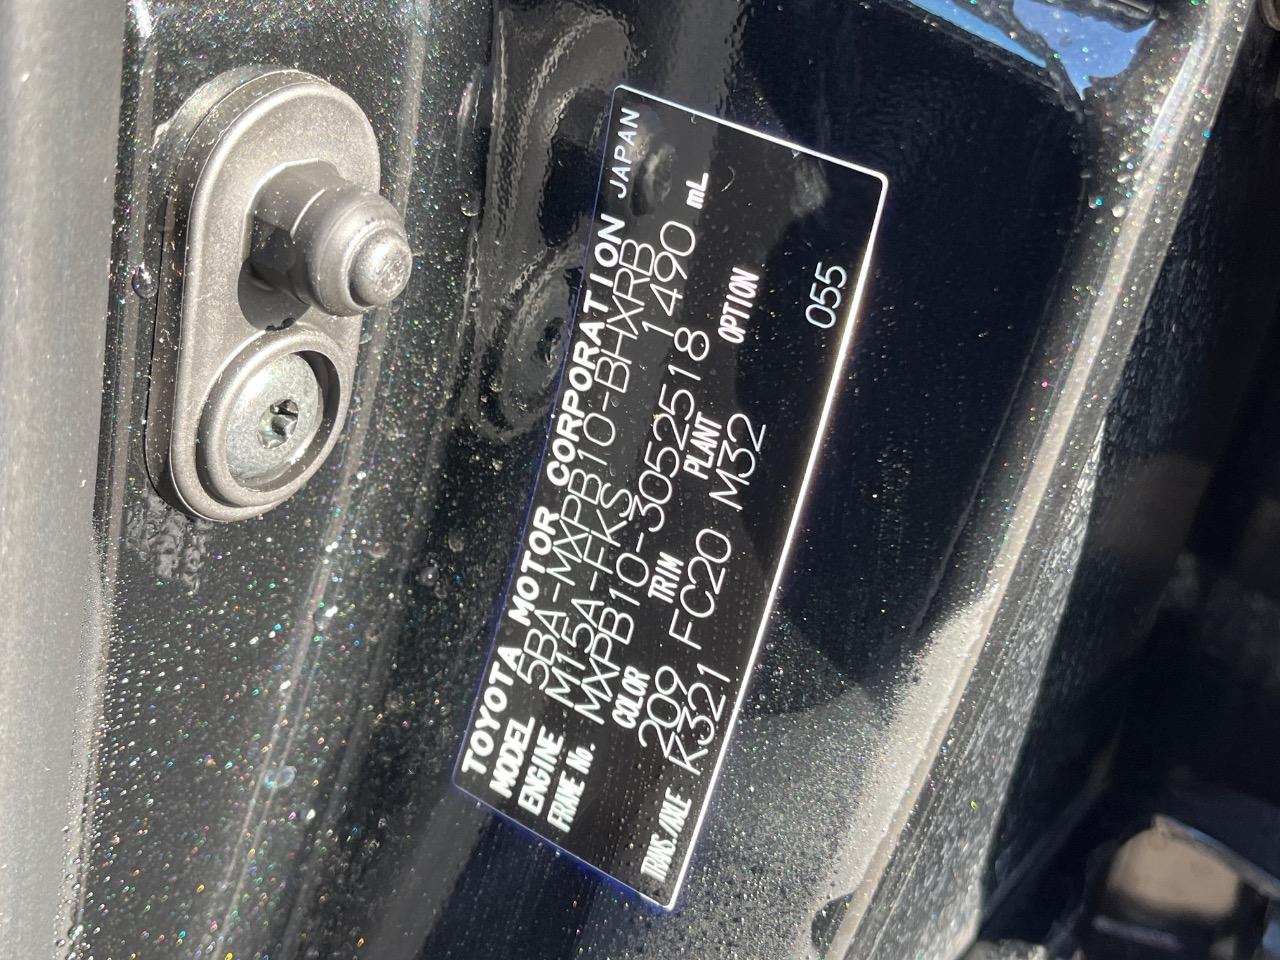 TOYOTA MOTOR CORPORATION JAPAN
MODEL 5BA-MXPB10-BHXRB
ENGINE M15A-FKS 1490 mL
FRAME No. MXPB10-3052518
COLOR TRIM PLANT OPTION
209 FC20 M32
TRANS./AXLE K321 055